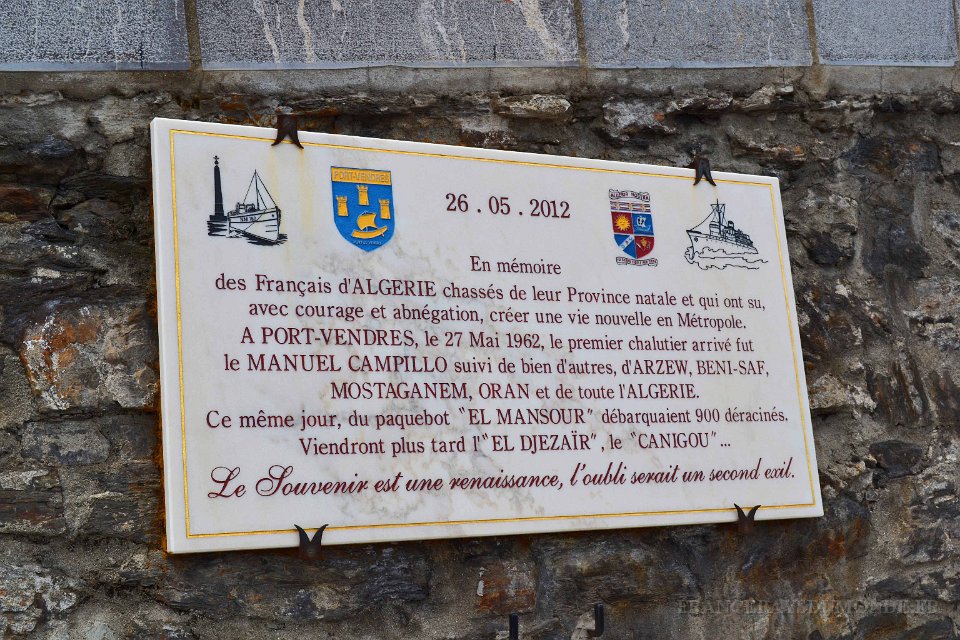 PORT-VENDRES
26 . 05 . 2012
En mémoire
des Français d'ALGERIE chassés de leur Province natale et qui ont su,
avec courage et abnégation, créer une vie nouvelle en Métropole.
A PORT-VENDRES, le 27 Mai 1962, le premier chalutier arrivé fut
le MANUEL CAMPILLO suivi de bien d'autres, d'ARZEW, BENI-SAF,
MOSTAGANEM, ORAN et de toute l'ALGERIE.
Ce même jour, du paquebot "EL MANSOUR" débarquaient 900 déracinés.
Viendront plus tard l'"EL DJEZAÏR", le "CANIGOU" ...
Le Souvenir est une renaissance, l'oubli serait un second exil.